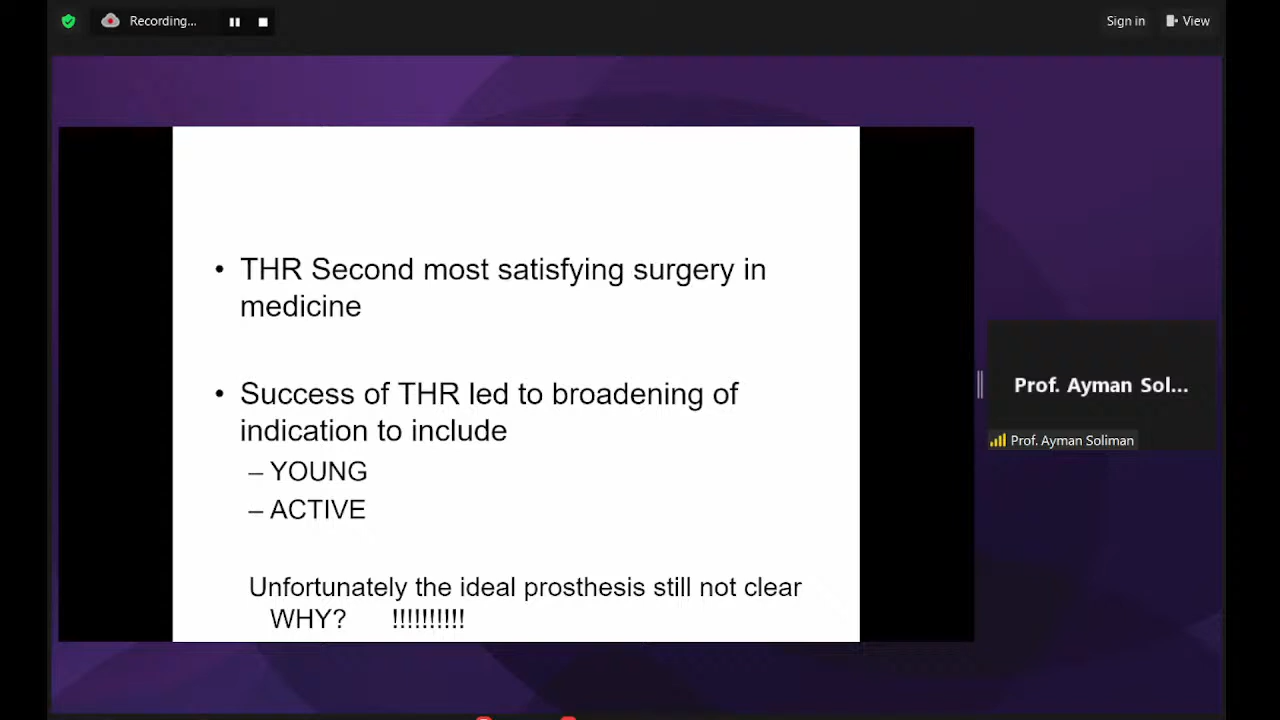 Recording...
Sign in
View
• THR Second most satisfying surgery in
medicine
• Success of THR led to broadening of
indication to include
– YOUNG
– ACTIVE
Unfortunately the ideal prosthesis still not clear
WHY? !!!!!!!!!!
Prof. Ayman Sol...
Prof. Ayman Soliman